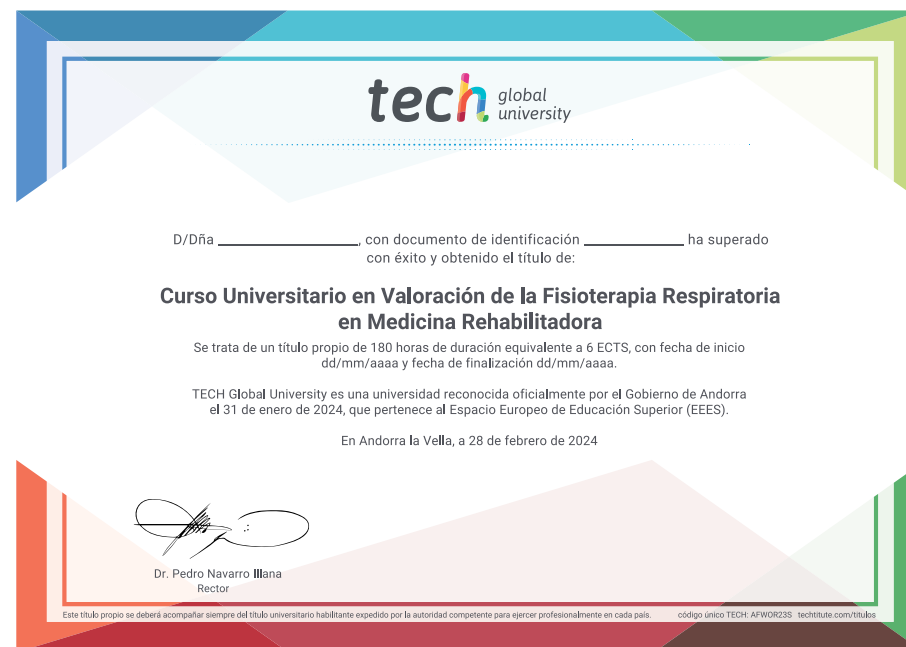 tech global university
D/Dña ____________, con documento de identificación ____________ ha superado
con éxito y obtenido el título de:
Curso Universitario en Valoración de la Fisioterapia Respiratoria
en Medicina Rehabilitadora
Se trata de un título propio de 180 horas de duración equivalente a 6 ECTS, con fecha de inicio
dd/mm/aaaa y fecha de finalización dd/mm/aaaa.
TECH Global University es una universidad reconocida oficialmente por el Gobierno de Andorra
el 31 de enero de 2024, que pertenece al Espacio Europeo de Educación Superior (EEES).
En Andorra la Vella, a 28 de febrero de 2024
Dr. Pedro Navarro Illana
Rector
Este título propio se deberá acompañar siempre del título universitario habilitante expedido por la autoridad competente para ejercer profesionalmente en cada país. código único TECH: AFWOR23S techtitute.com/titulos